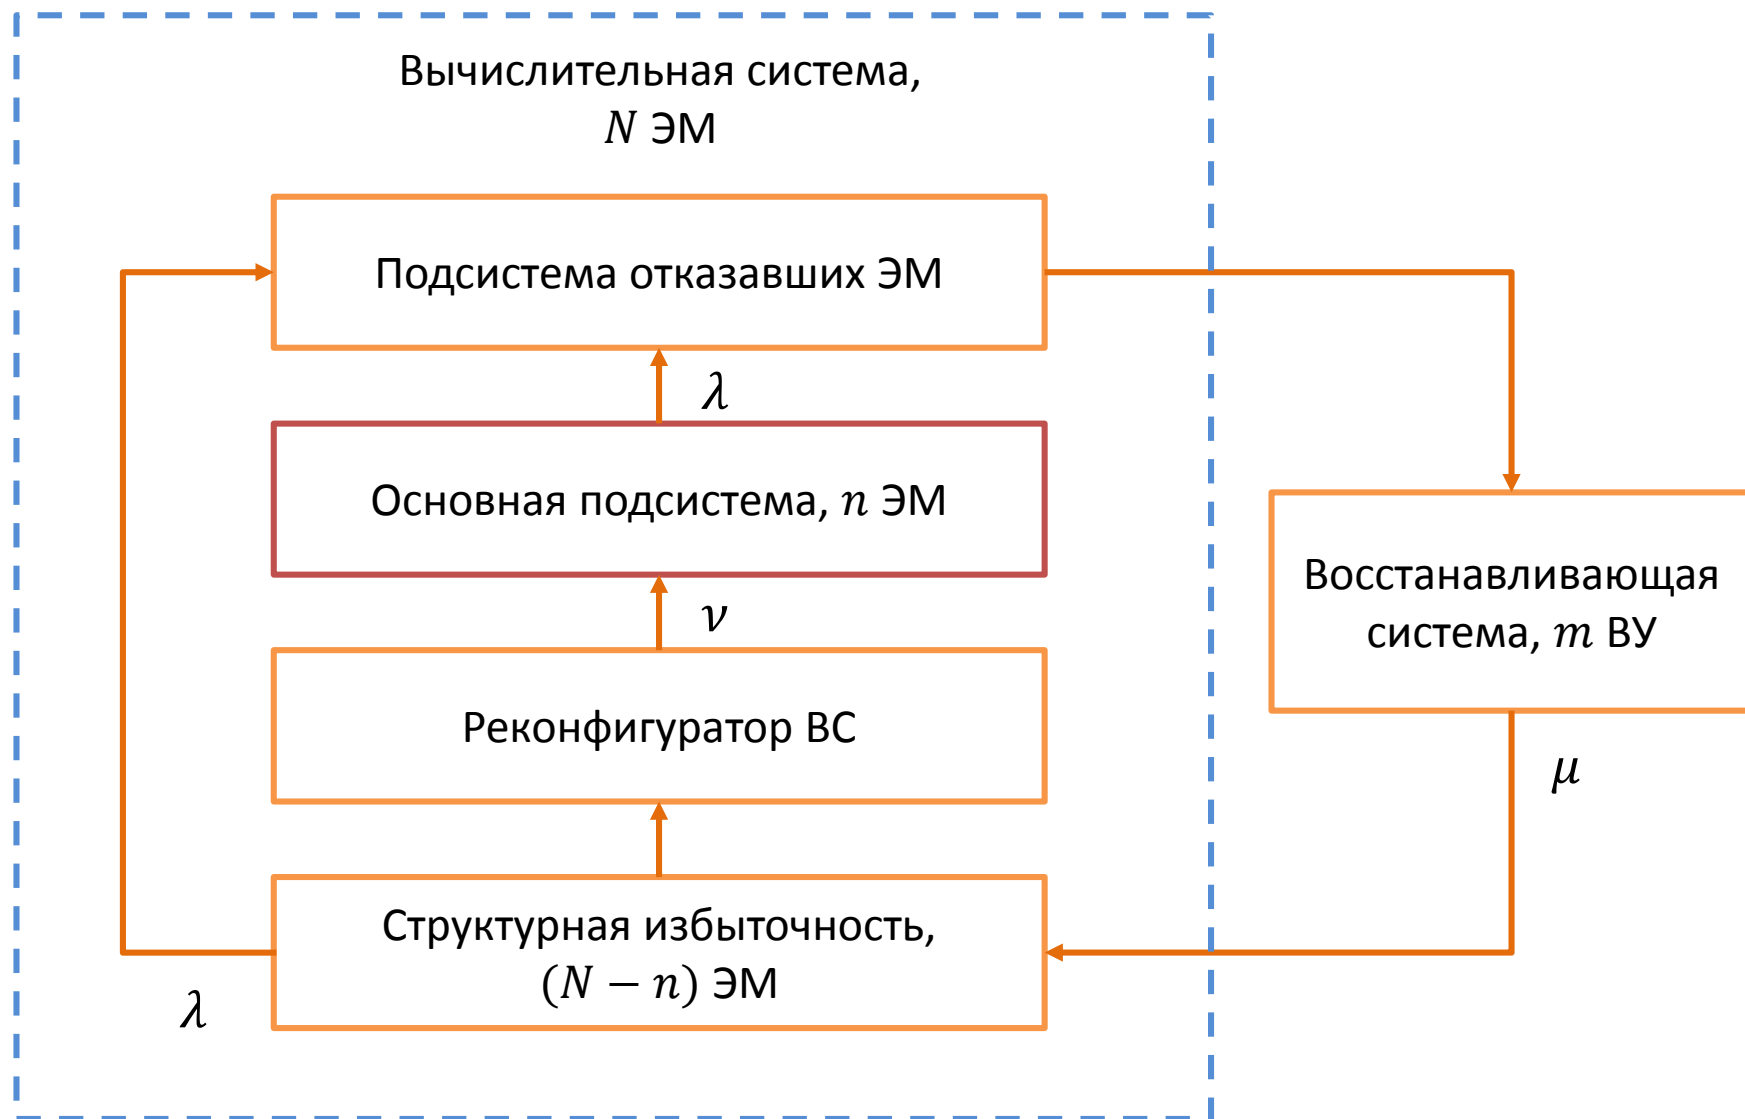 Вычислительная система,
N ЭМ
Подсистема отказавших ЭМ
λ
Основная подсистема, n ЭМ
ν
Восстанавливающая
система, m ВУ
Реконфигуратор ВС
μ
Структурная избыточность,
(N − n) ЭМ
λ